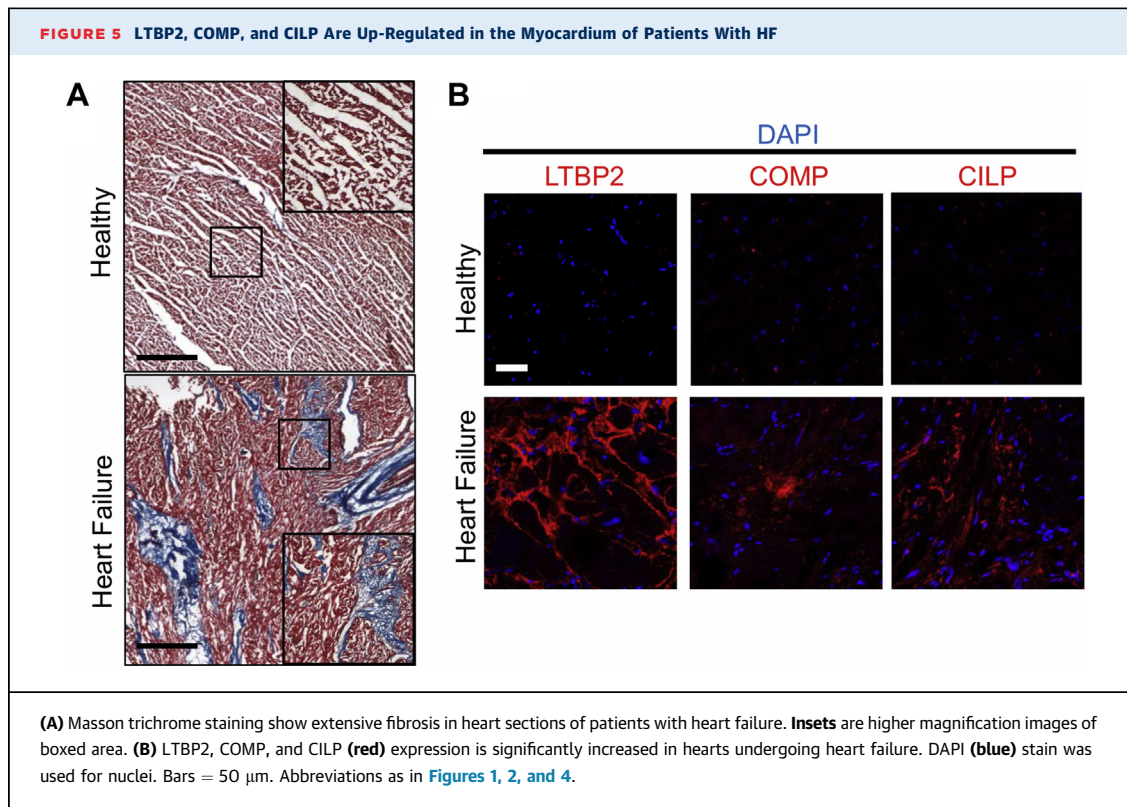 FIGURE 5 LTBP2, COMP, and CILP Are Up-Regulated in the Myocardium of Patients With HF
A
Healthy
Heart Failure
B
DAPI
LTBP2 COMP CILP
Healthy
Heart Failure
(A) Masson trichrome staining show extensive fibrosis in heart sections of patients with heart failure. Insets are higher magnification images of
boxed area. (B) LTBP2, COMP, and CILP (red) expression is significantly increased in hearts undergoing heart failure. DAPI (blue) stain was
used for nuclei. Bars = 50 μm. Abbreviations as in Figures 1, 2, and 4.